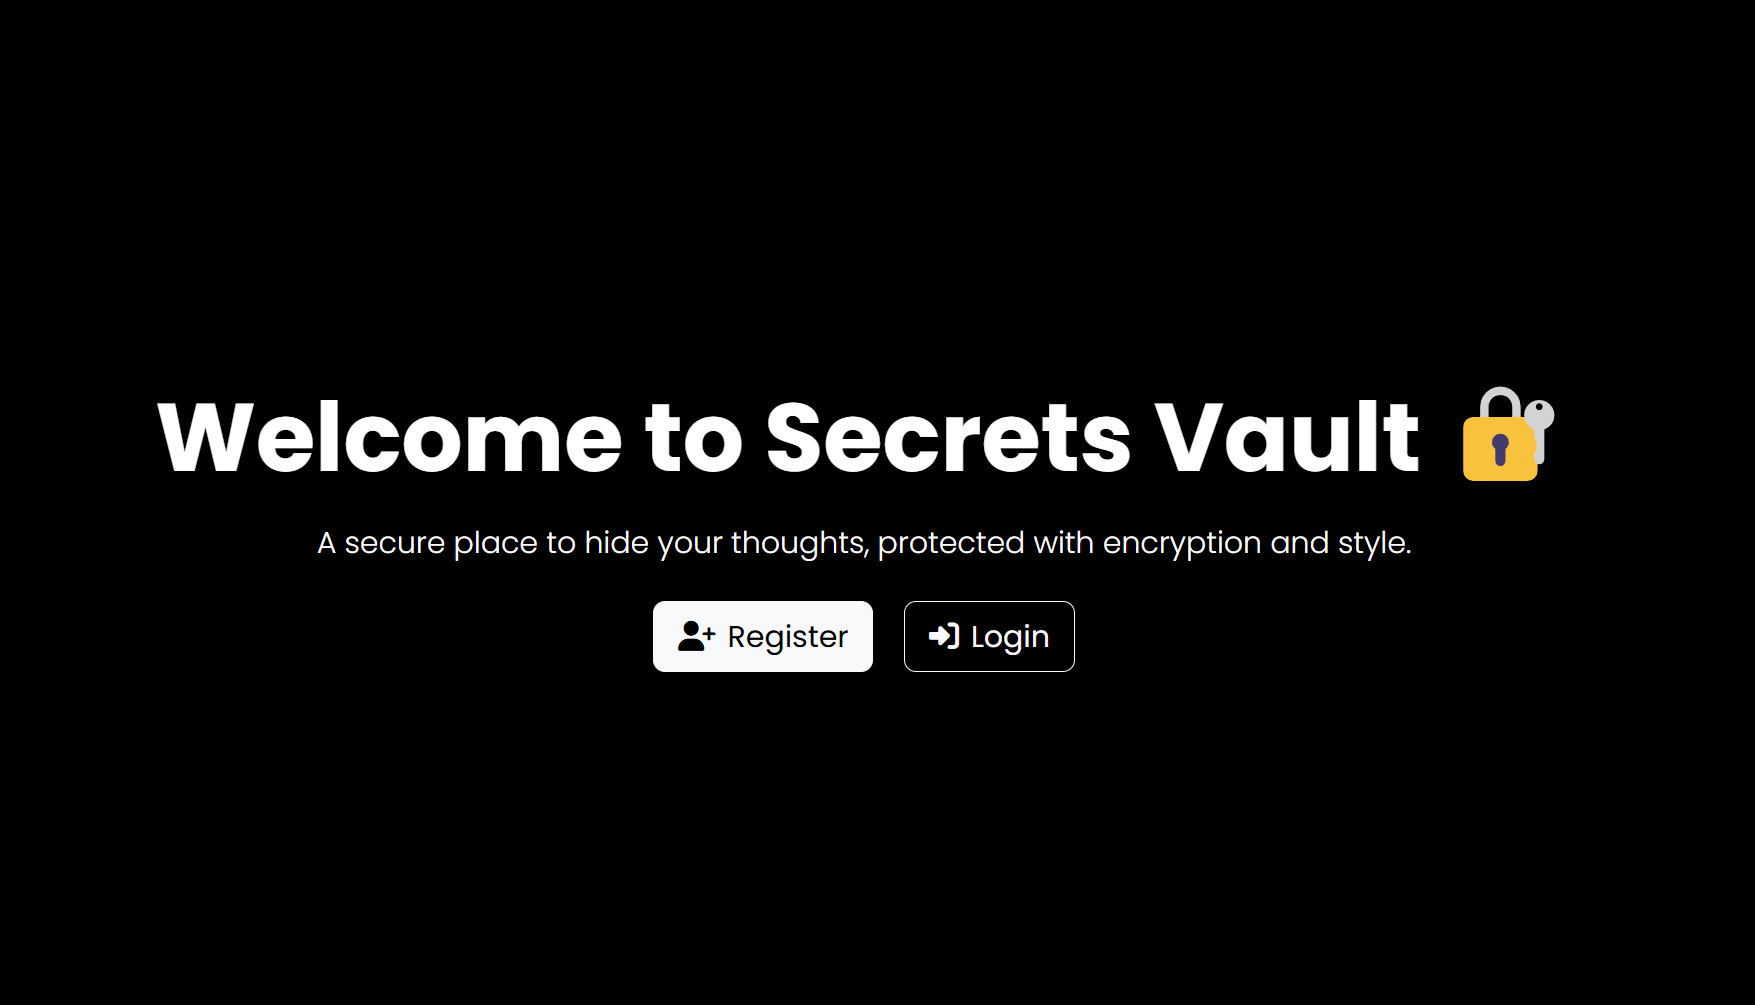 Welcome to Secrets Vault 🔐
A secure place to hide your thoughts, protected with encryption and style.
Register
Login